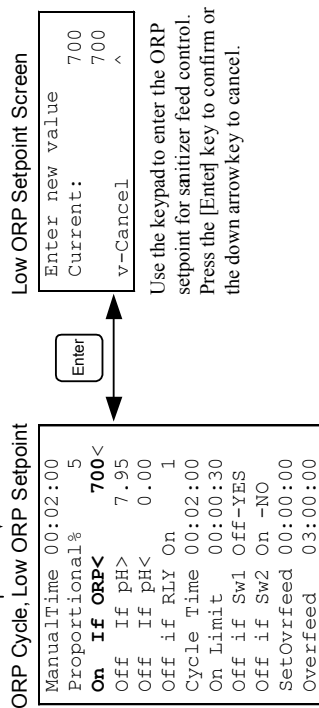 ORP Cycle, Low ORP Setpoint
ManualTime 00:02:00
Proportional% 5
On If ORP< 700<
Off If pH> 7.95
Off If pH< 0.00
Off if RLY On 1
Cycle Time 00:02:00
On Limit 00:00:30
Off if Sw1 Off-YES
Off if Sw2 On -NO
SetOvrfeed 00:00:00
Overfeed 03:00:00
Enter
Low ORP Setpoint Screen
Enter new value 700
Current: 700
v-Cancel ^
Use the keypad to enter the ORP
setpoint for sanitizer feed control.
Press the [Enter] key to confirm or
the down arrow key to cancel.